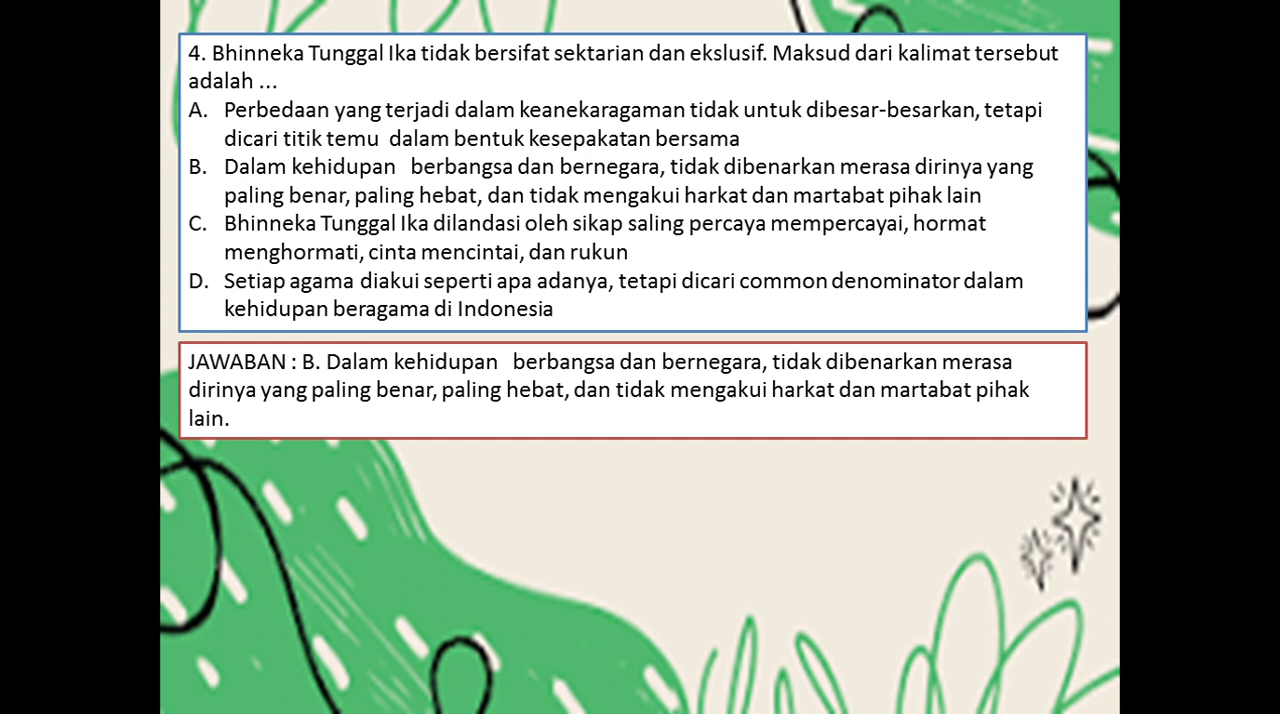 4. Bhinneka Tunggal Ika tidak bersifat sektarian dan ekslusif. Maksud dari kalimat tersebut
adalah ...
A. Perbedaan yang terjadi dalam keanekaragaman tidak untuk dibesar-besarkan, tetapi
dicari titik temu dalam bentuk kesepakatan bersama
B. Dalam kehidupan berbangsa dan bernegara, tidak dibenarkan merasa dirinya yang
paling benar, paling hebat, dan tidak mengakui harkat dan martabat pihak lain
C. Bhinneka Tunggal Ika dilandasi oleh sikap saling percaya mempercayai, hormat
menghormati, cinta mencintai, dan rukun
D. Setiap agama diakui seperti apa adanya, tetapi dicari common denominator dalam
kehidupan beragama di Indonesia
JAWABAN : B. Dalam kehidupan berbangsa dan bernegara, tidak dibenarkan merasa
dirinya yang paling benar, paling hebat, dan tidak mengakui harkat dan martabat pihak
lain.